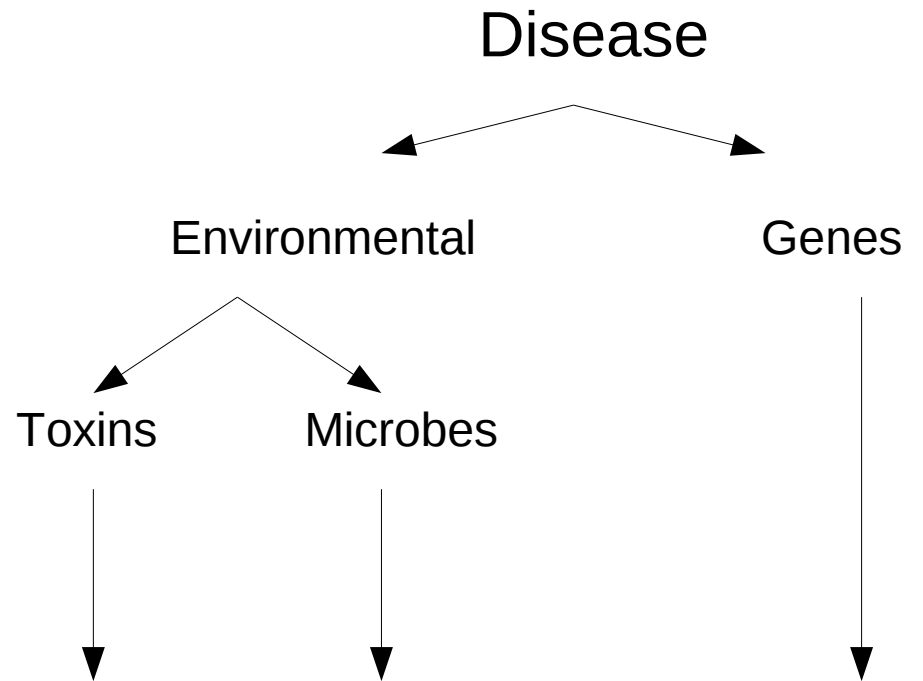 Disease
Environmental
Genes
Toxins
Microbes